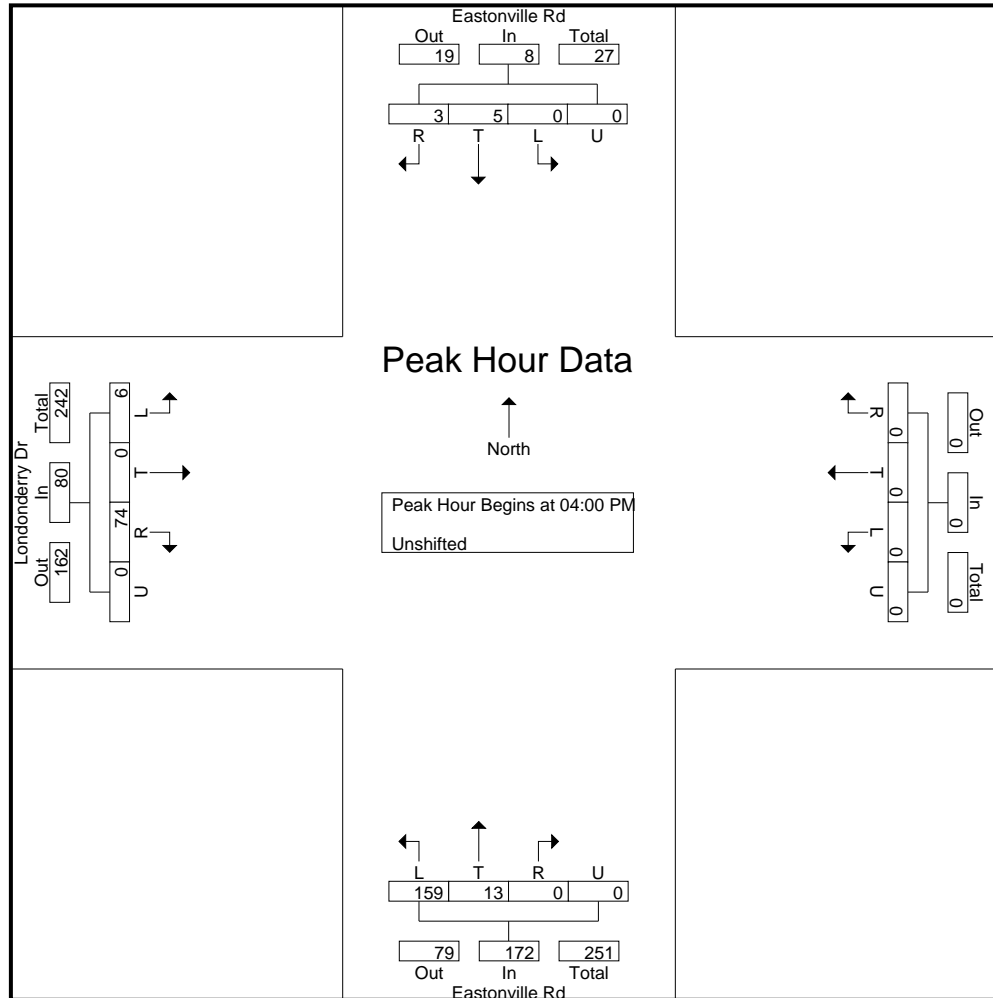 Eastonville Rd
Out In Total
19 8 27
3 5 0 0
R T L U
Peak Hour Data
North
Peak Hour Begins at 04:00 PM
Unshifted
Londonderry Dr
Total In Out
242 80 162
6 0 74 0
L T R U
R T L U
0 0 0 0
Out In Total
0 0 0
L T R U
159 13 0 0
79 172 251
Out In Total
Eastonville Rd